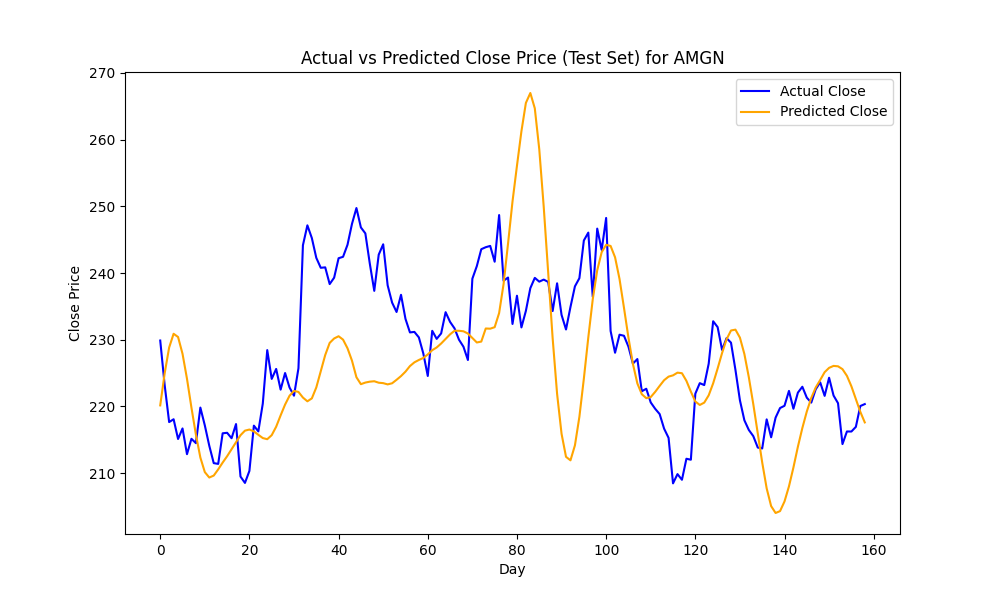 Actual vs Predicted Close Price (Test Set) for AMGN
Actual Close
Predicted Close
Close Price
270
260
250
240
230
220
210
0 20 40 60 80 100 120 140 160
Day